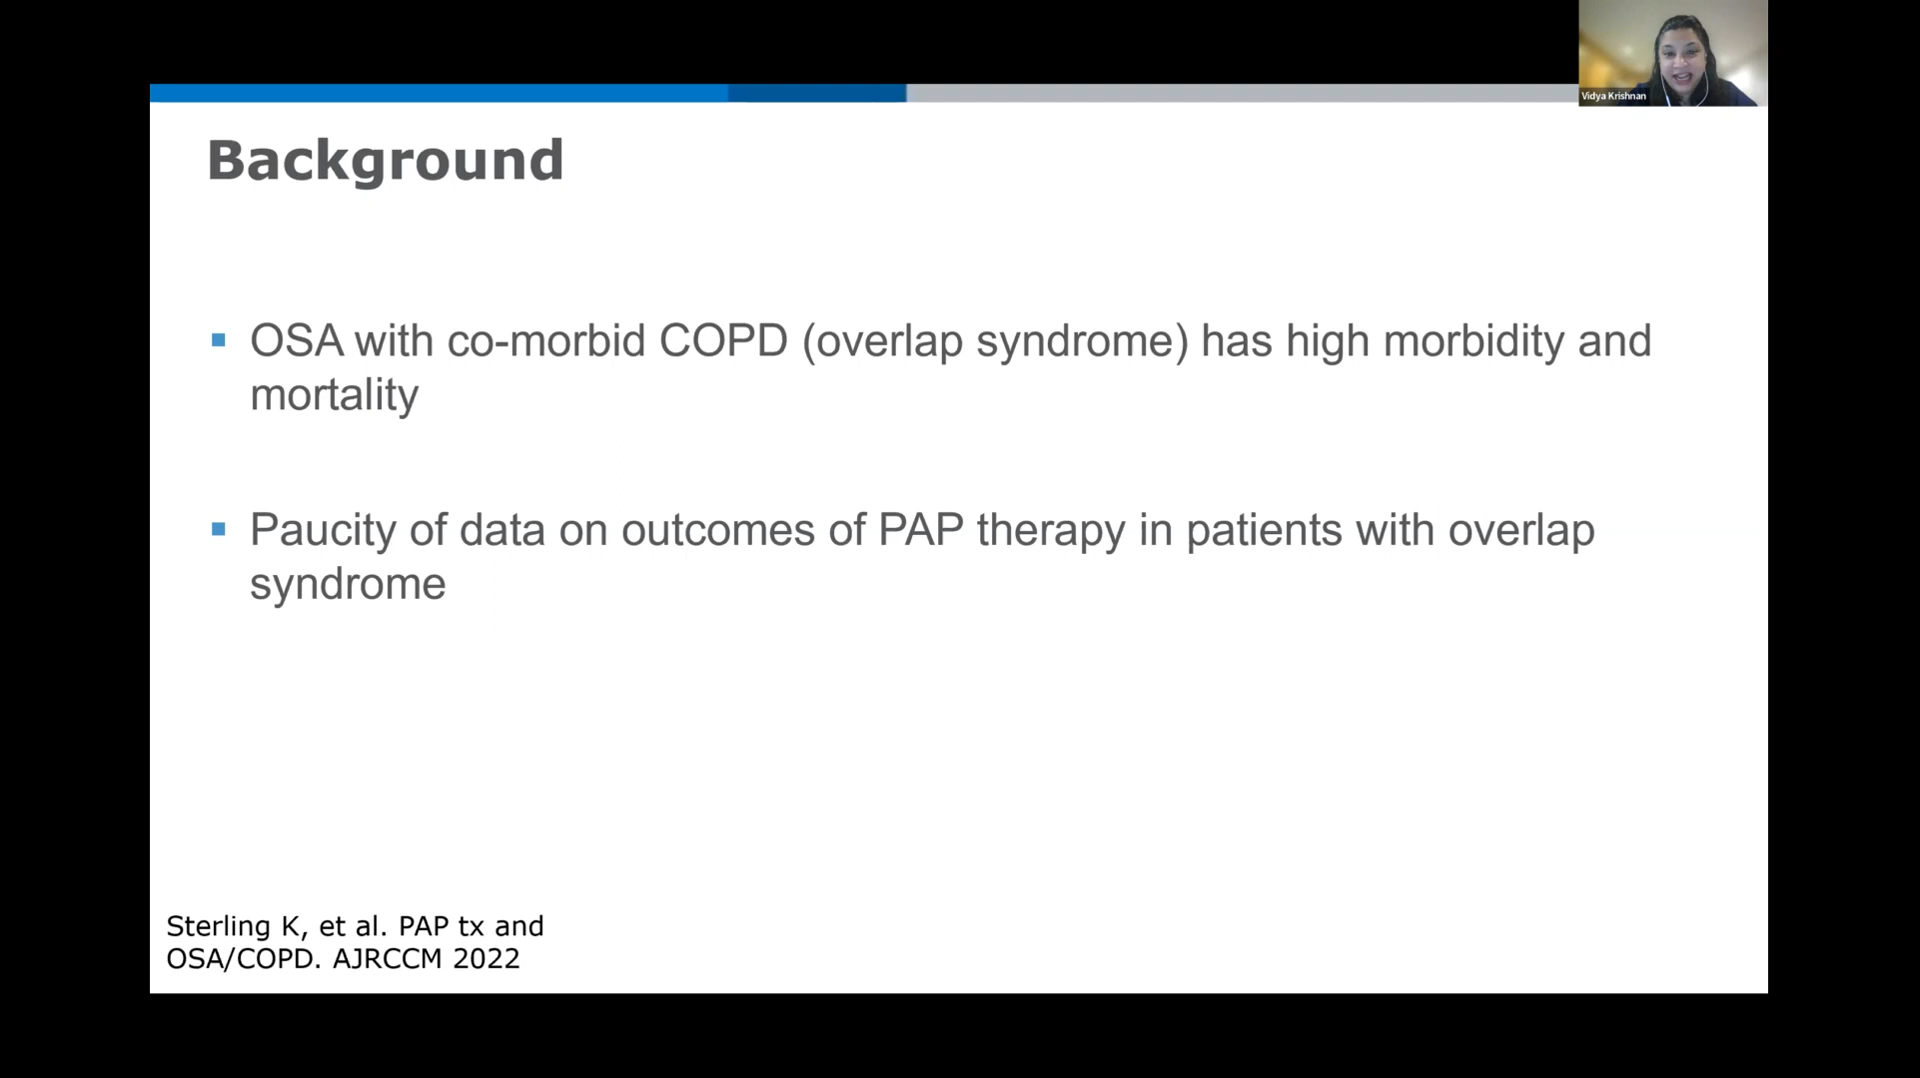 Vidya Krishnan
Background
▪ OSA with co-morbid COPD (overlap syndrome) has high morbidity and
mortality
▪ Paucity of data on outcomes of PAP therapy in patients with overlap
syndrome
Sterling K, et al. PAP tx and
OSA/COPD. AJRCCM 2022